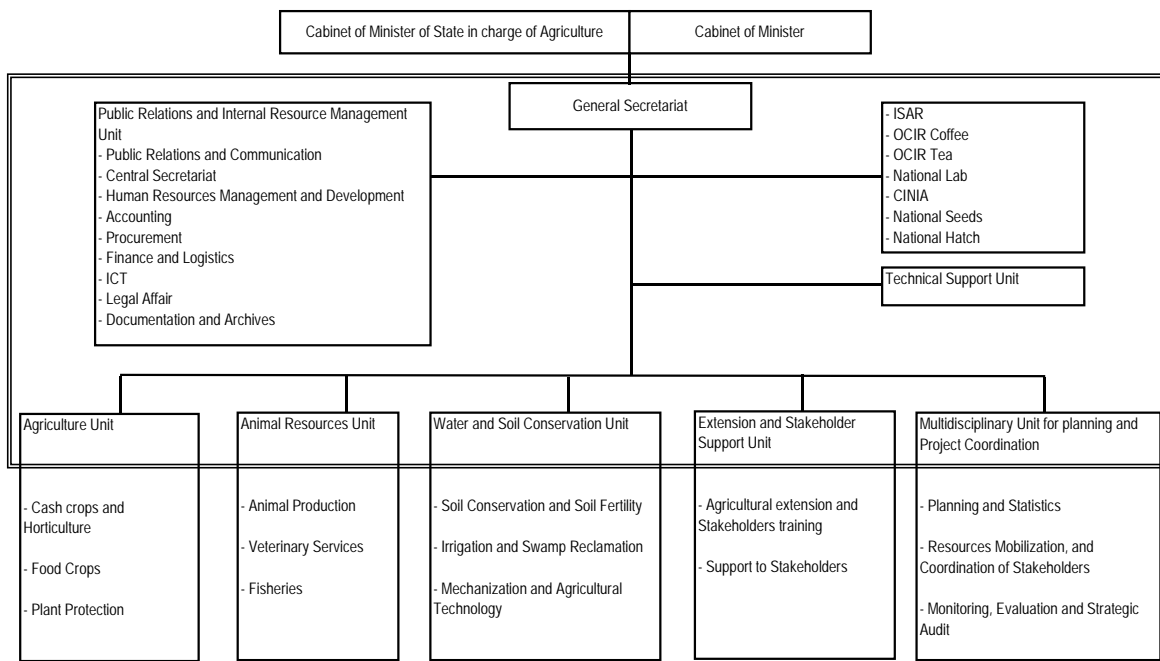 Cabinet of Minister of State in charge of Agriculture
Cabinet of Minister
General Secretariat
Public Relations and Internal Resource Management
Unit
- Public Relations and Communication
- Central Secretariat
- Human Resources Management and Development
- Accounting
- Procurement
- Finance and Logistics
- ICT
- Legal Affair
- Documentation and Archives
- ISAR
- OCIR Coffee
- OCIR Tea
- National Lab
- CINIA
- National Seeds
- National Hatch
Technical Support Unit
Agriculture Unit
- Cash crops and
Horticulture
- Food Crops
- Plant Protection
Animal Resources Unit
- Animal Production
- Veterinary Services
- Fisheries
Water and Soil Conservation Unit
- Soil Conservation and Soil Fertility
- Irrigation and Swamp Reclamation
- Mechanization and Agricultural
Technology
Extension and Stakeholder
Support Unit
- Agricultural extension and
Stakeholders training
- Support to Stakeholders
Multidisciplinary Unit for planning and
Project Coordination
- Planning and Statistics
- Resources Mobilization, and
Coordination of Stakeholders
- Monitoring, Evaluation and Strategic
Audit